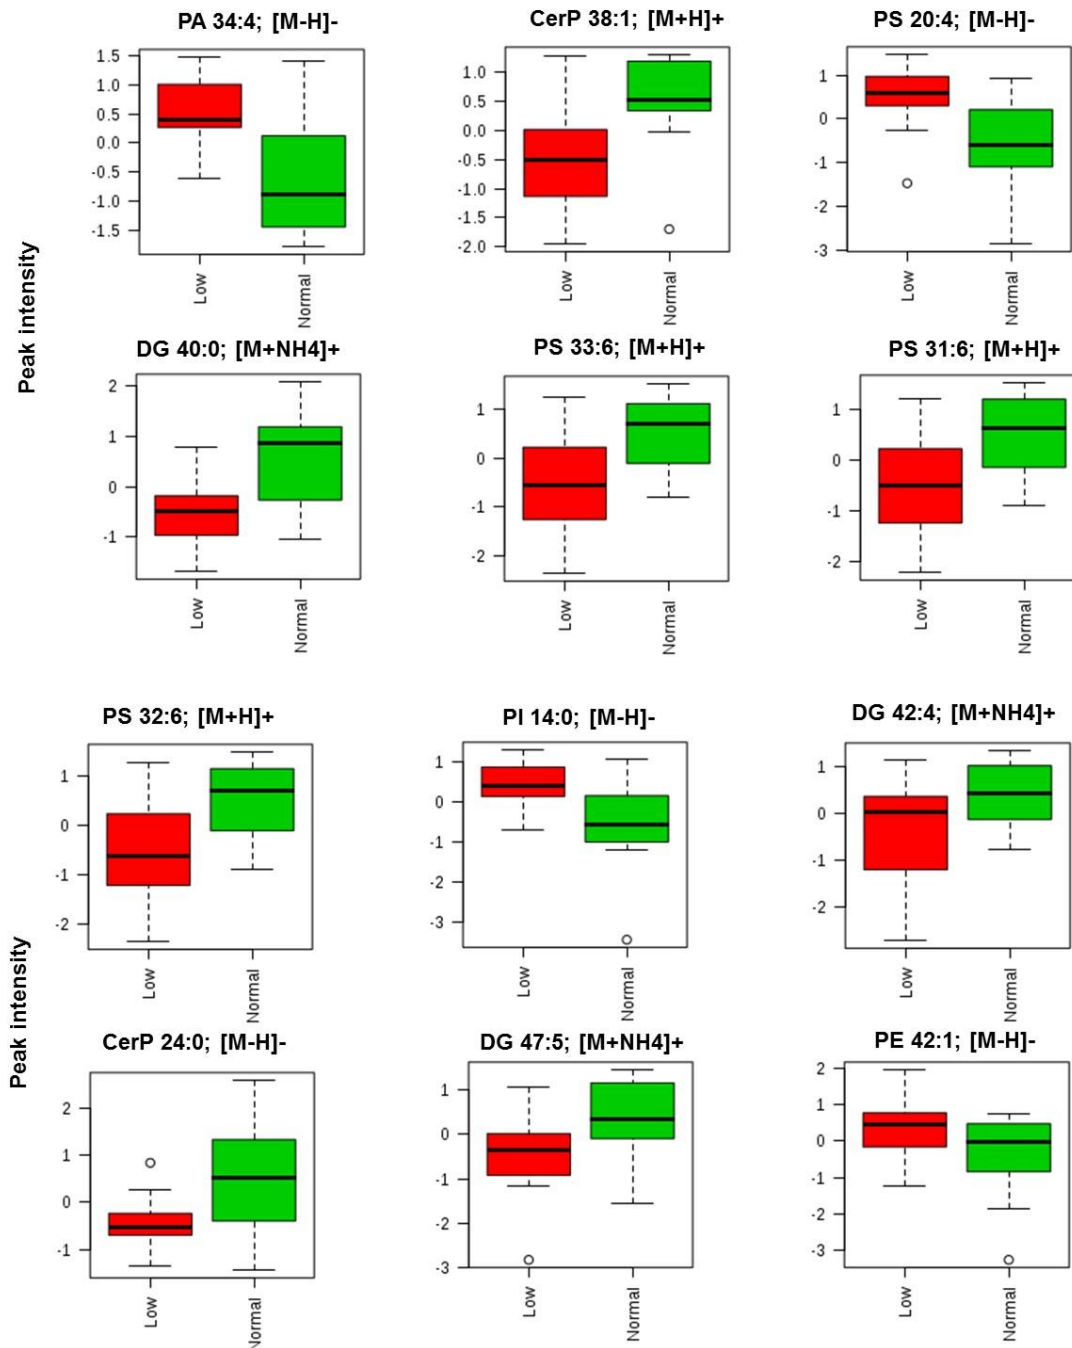 PA 34:4; [M-H]-
CerP 38:1; [M+H]+
PS 20:4; [M-H]-
1.5
1.0
0.5
0.0
-0.5
-1.0
-1.5
Low
Normal
1.0
0.5
0.0
-0.5
-1.0
-1.5
-2.0
Low
Normal
1
0
-1
-2
-3
Low
Normal
Peak intensity
DG 40:0; [M+NH4]+
PS 33:6; [M+H]+
PS 31:6; [M+H]+
2
1
0
-1
Low
Normal
1
0
-1
-2
Low
Normal
1
0
-1
-2
Low
Normal
PS 32:6; [M+H]+
PI 14:0; [M-H]-
DG 42:4; [M+NH4]+
1
0
-1
-2
Low
Normal
1
0
-1
-2
-3
Low
Normal
1
0
-1
-2
Low
Normal
Peak intensity
CerP 24:0; [M-H]-
DG 47:5; [M+NH4]+
PE 42:1; [M-H]-
2
1
0
-1
Low
Normal
1
0
-1
-2
-3
Low
Normal
2
1
0
-1
-2
-3
Low
Normal